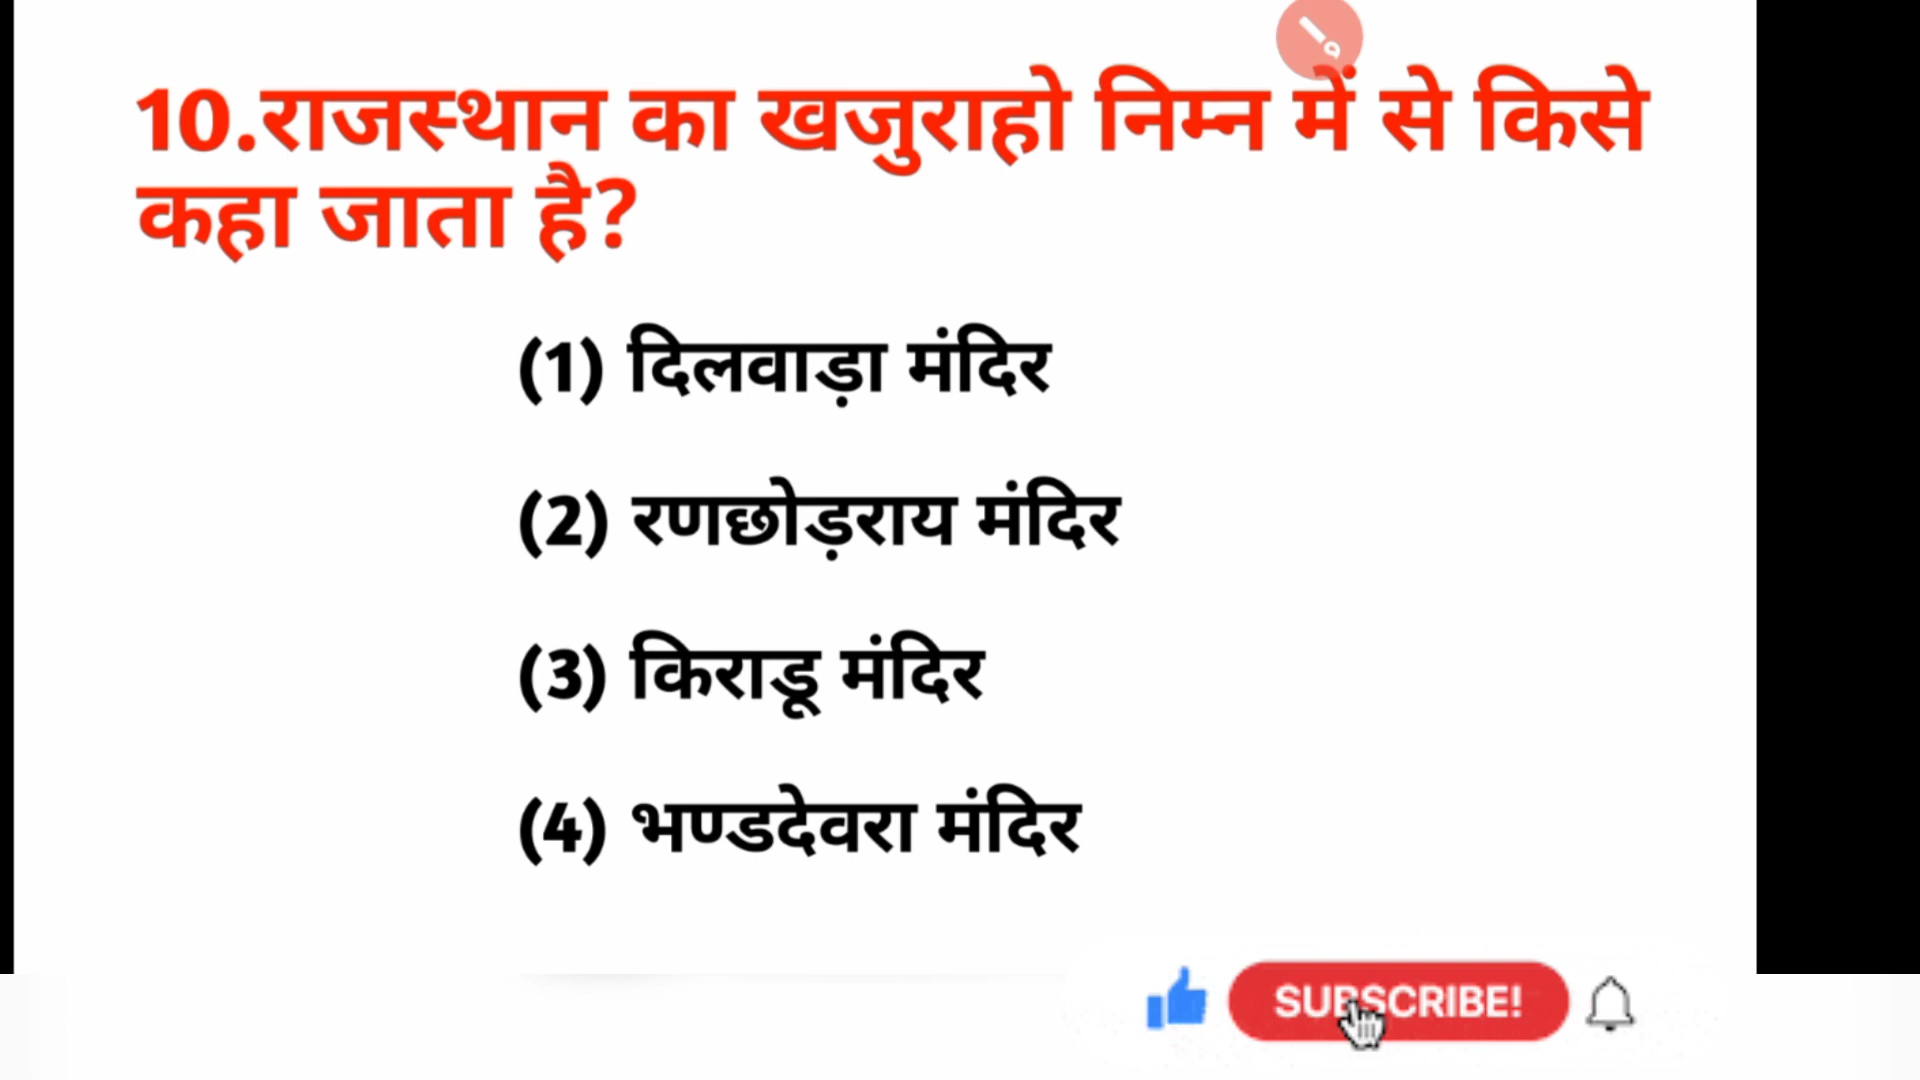 10.राजस्थान का खजुराहो निम्न में से किसे
कहा जाता है?
(1) दिलवाड़ा मंदिर
(2) रणछोड़राय मंदिर
(3) किराडू मंदिर
(4) भण्डदेवरा मंदिर
SUBSCRIBE!